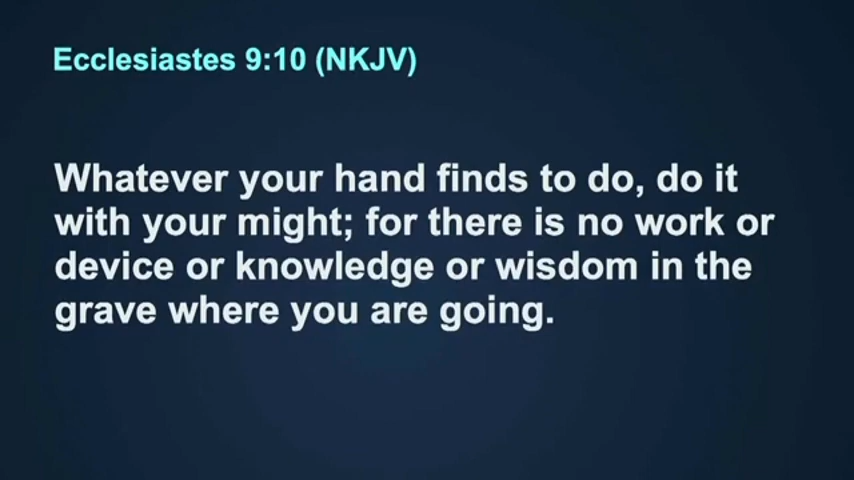 Ecclesiastes 9:10 (NKJV)
Whatever your hand finds to do, do it
with your might; for there is no work or
device or knowledge or wisdom in the
grave where you are going.